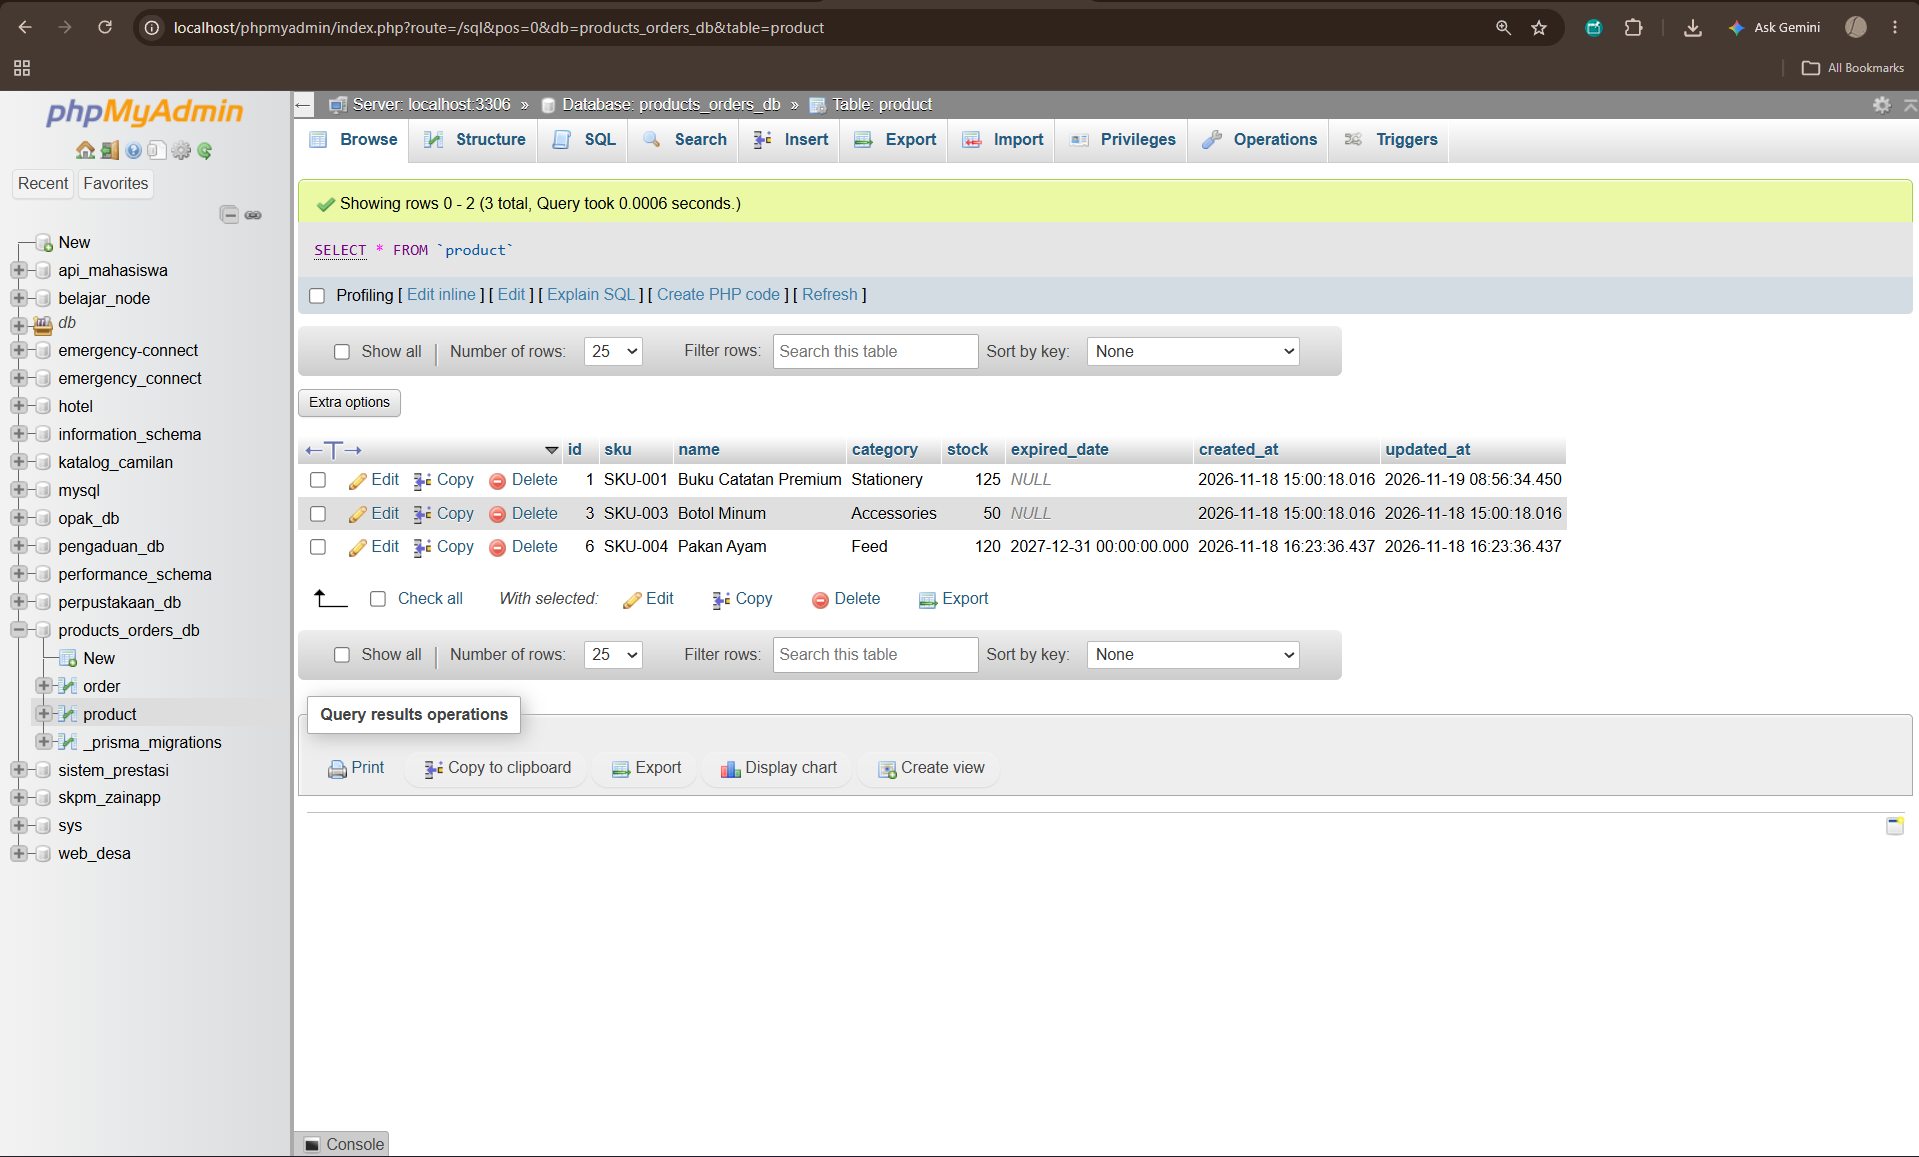 localhost/phpmyadmin/index.php?route=/sql&pos=0&db=products_orders_db&table=product
Ask Gemini
All Bookmarks
phpMyAdmin
Recent Favorites
New
api_mahasiswa
belajar_node
db
emergency-connect
emergency_connect
hotel
information_schema
katalog_camilan
mysql
opak_db
pengaduan_db
performance_schema
perpustakaan_db
products_orders_db
New
order
product
_prisma_migrations
sistem_prestasi
skpm_zainapp
sys
web_desa
Server: localhost:3306 » Database: products_orders_db » Table: product
Browse Structure SQL Search Insert Export Import Privileges Operations Triggers
Showing rows 0 - 2 (3 total, Query took 0.0006 seconds.)
SELECT * FROM `product`
Profiling [ Edit inline ] [ Edit ] [ Explain SQL ] [ Create PHP code ] [ Refresh ]
Show all Number of rows: 25 Filter rows: Search this table Sort by key: None
Extra options
←T→ id sku name category stock expired_date created_at updated_at
Edit Copy Delete 1 SKU-001 Buku Catatan Premium Stationery 125 NULL 2026-11-18 15:00:18.016 2026-11-19 08:56:34.450
Edit Copy Delete 3 SKU-003 Botol Minum Accessories 50 NULL 2026-11-18 15:00:18.016 2026-11-18 15:00:18.016
Edit Copy Delete 6 SKU-004 Pakan Ayam Feed 120 2027-12-31 00:00:00.000 2026-11-18 16:23:36.437 2026-11-18 16:23:36.437
Check all With selected: Edit Copy Delete Export
Show all Number of rows: 25 Filter rows: Search this table Sort by key: None
Query results operations
Print Copy to clipboard Export Display chart Create view
Console